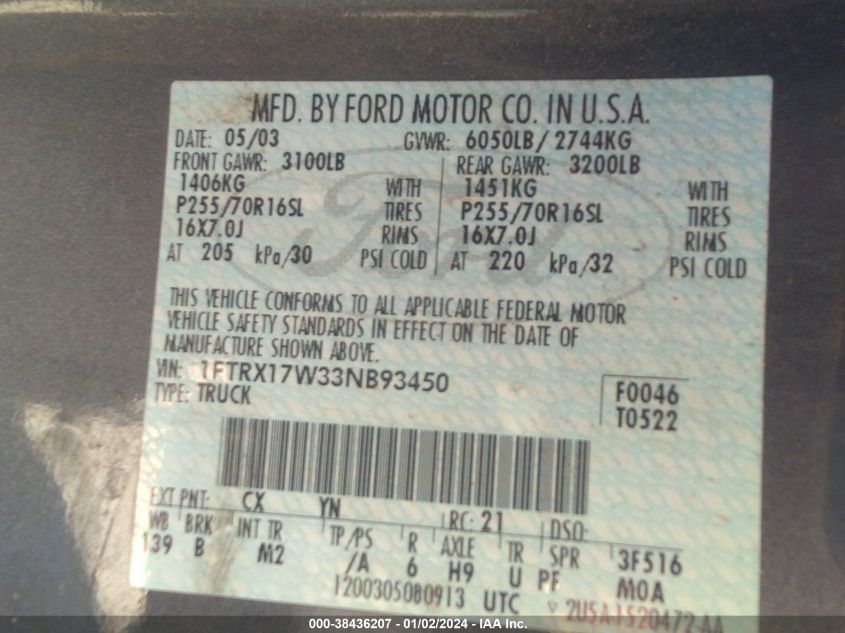 MFD. BY FORD MOTOR CO. IN U.S.A.
DATE: 05/03 GVWR: 6050LB/ 2744KG
FRONT GAWR: 3100LB REAR GAWR: 3200LB
1406KG WITH 1451KG WITH
P255/70R16SL TIRES P255/70R16SL TIRES
16X7.0J RIMS 16X7.0J RIMS
AT 205 kPa/30 PSI COLD AT 220 kPa/32 PSI COLD
Ford
THIS VEHICLE CONFORMS TO ALL APPLICABLE FEDERAL MOTOR
VEHICLE SAFETY STANDARDS IN EFFECT ON THE DATE OF
MANUFACTURE SHOWN ABOVE.
VIN: 1FTRX17W33NB93450 F0046
TYPE: TRUCK T0522
EXT PNT: CX YN RC: 21 DSO:
WB BRK INT TR TP/PS R AXLE TR SPR 3F516
139 B M2 /A 6 H9 U PF MOA
1200305080913 UTC ▽ 2U5A1520472-AA
000-38436207 - 01/02/2024 - IAA Inc.